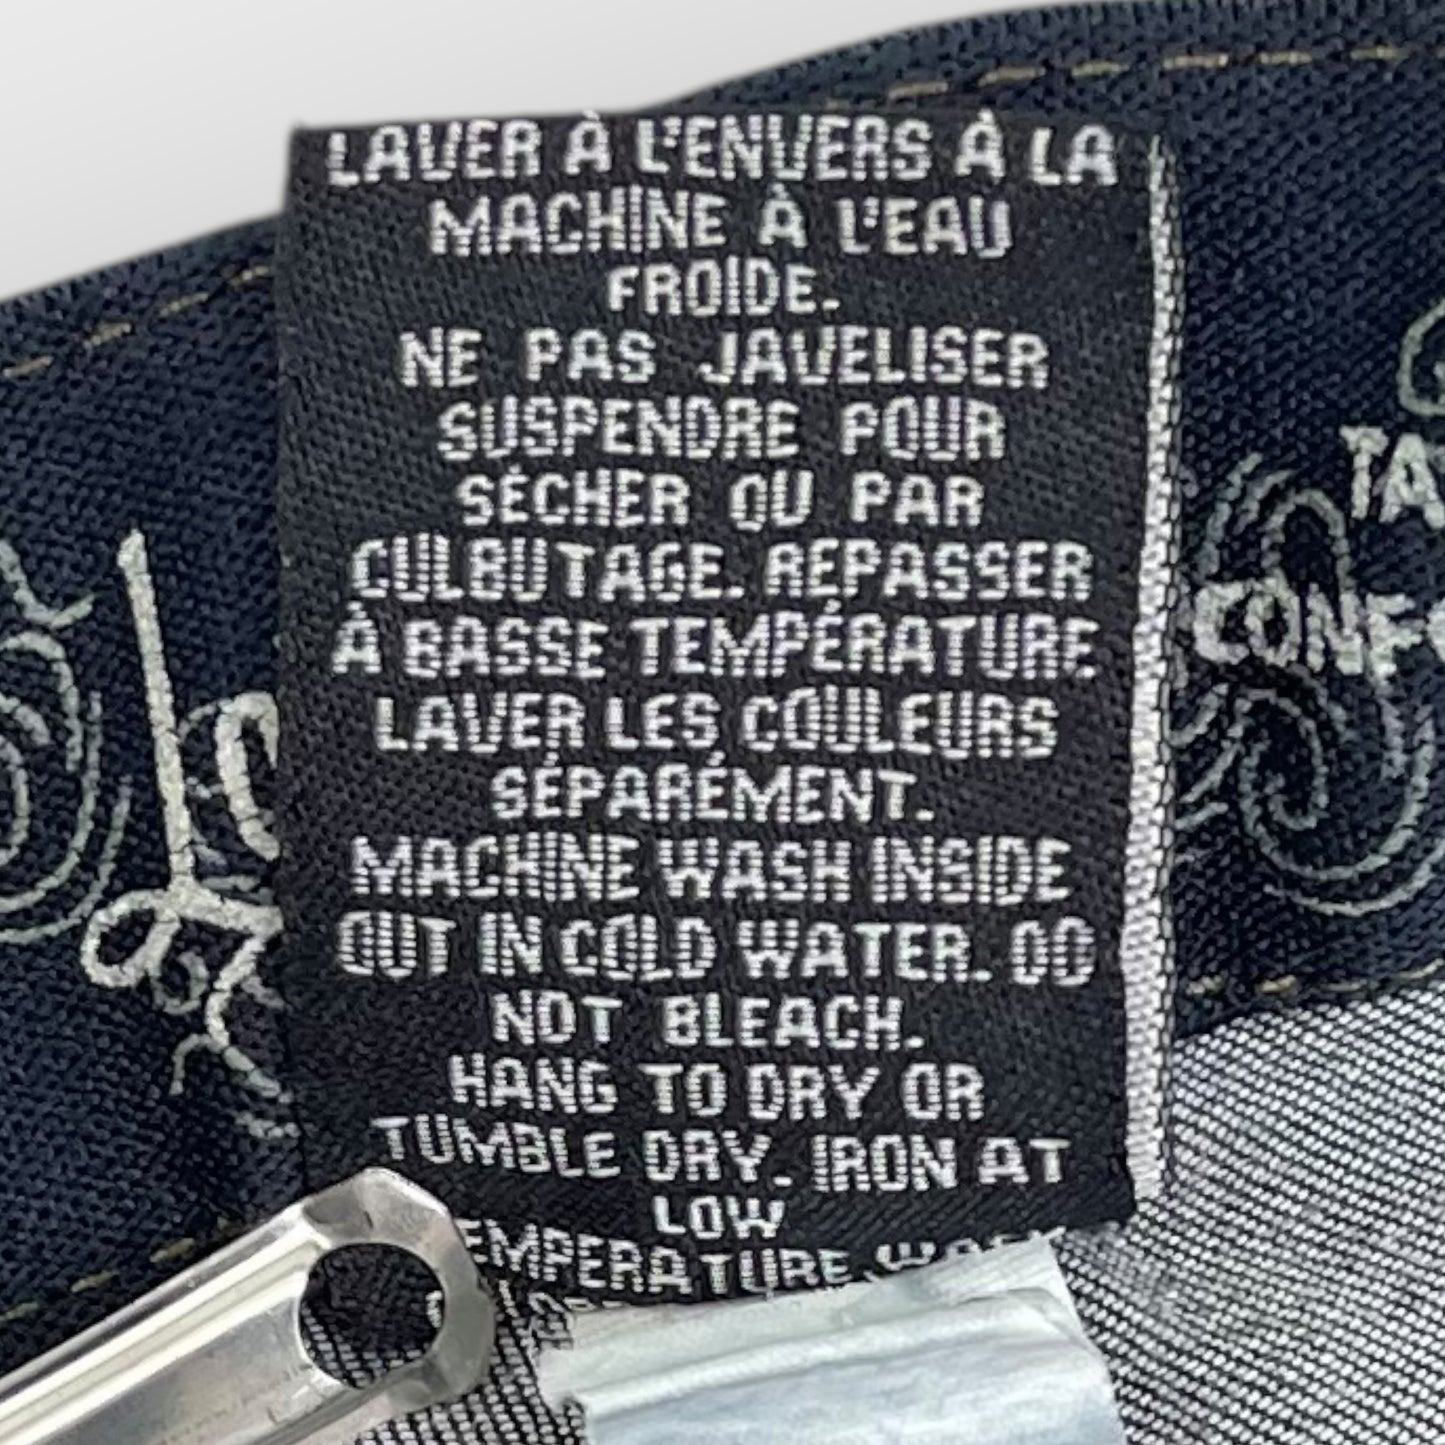 LAVER À L'ENVERS À LA
MACHINE À L'EAU
FROIDE.
NE PAS JAVELISER
SUSPENDRE POUR
SÉCHER OU PAR
CULBUTAGE. REPASSER
À BASSE TEMPÉRATURE
LAVER LES COULEURS
SÉPARÉMENT.
MACHINE WASH INSIDE
OUT IN COLD WATER. DO
NOT BLEACH.
HANG TO DRY OR
TUMBLE DRY. IRON AT
LOW
TEMPERATURE